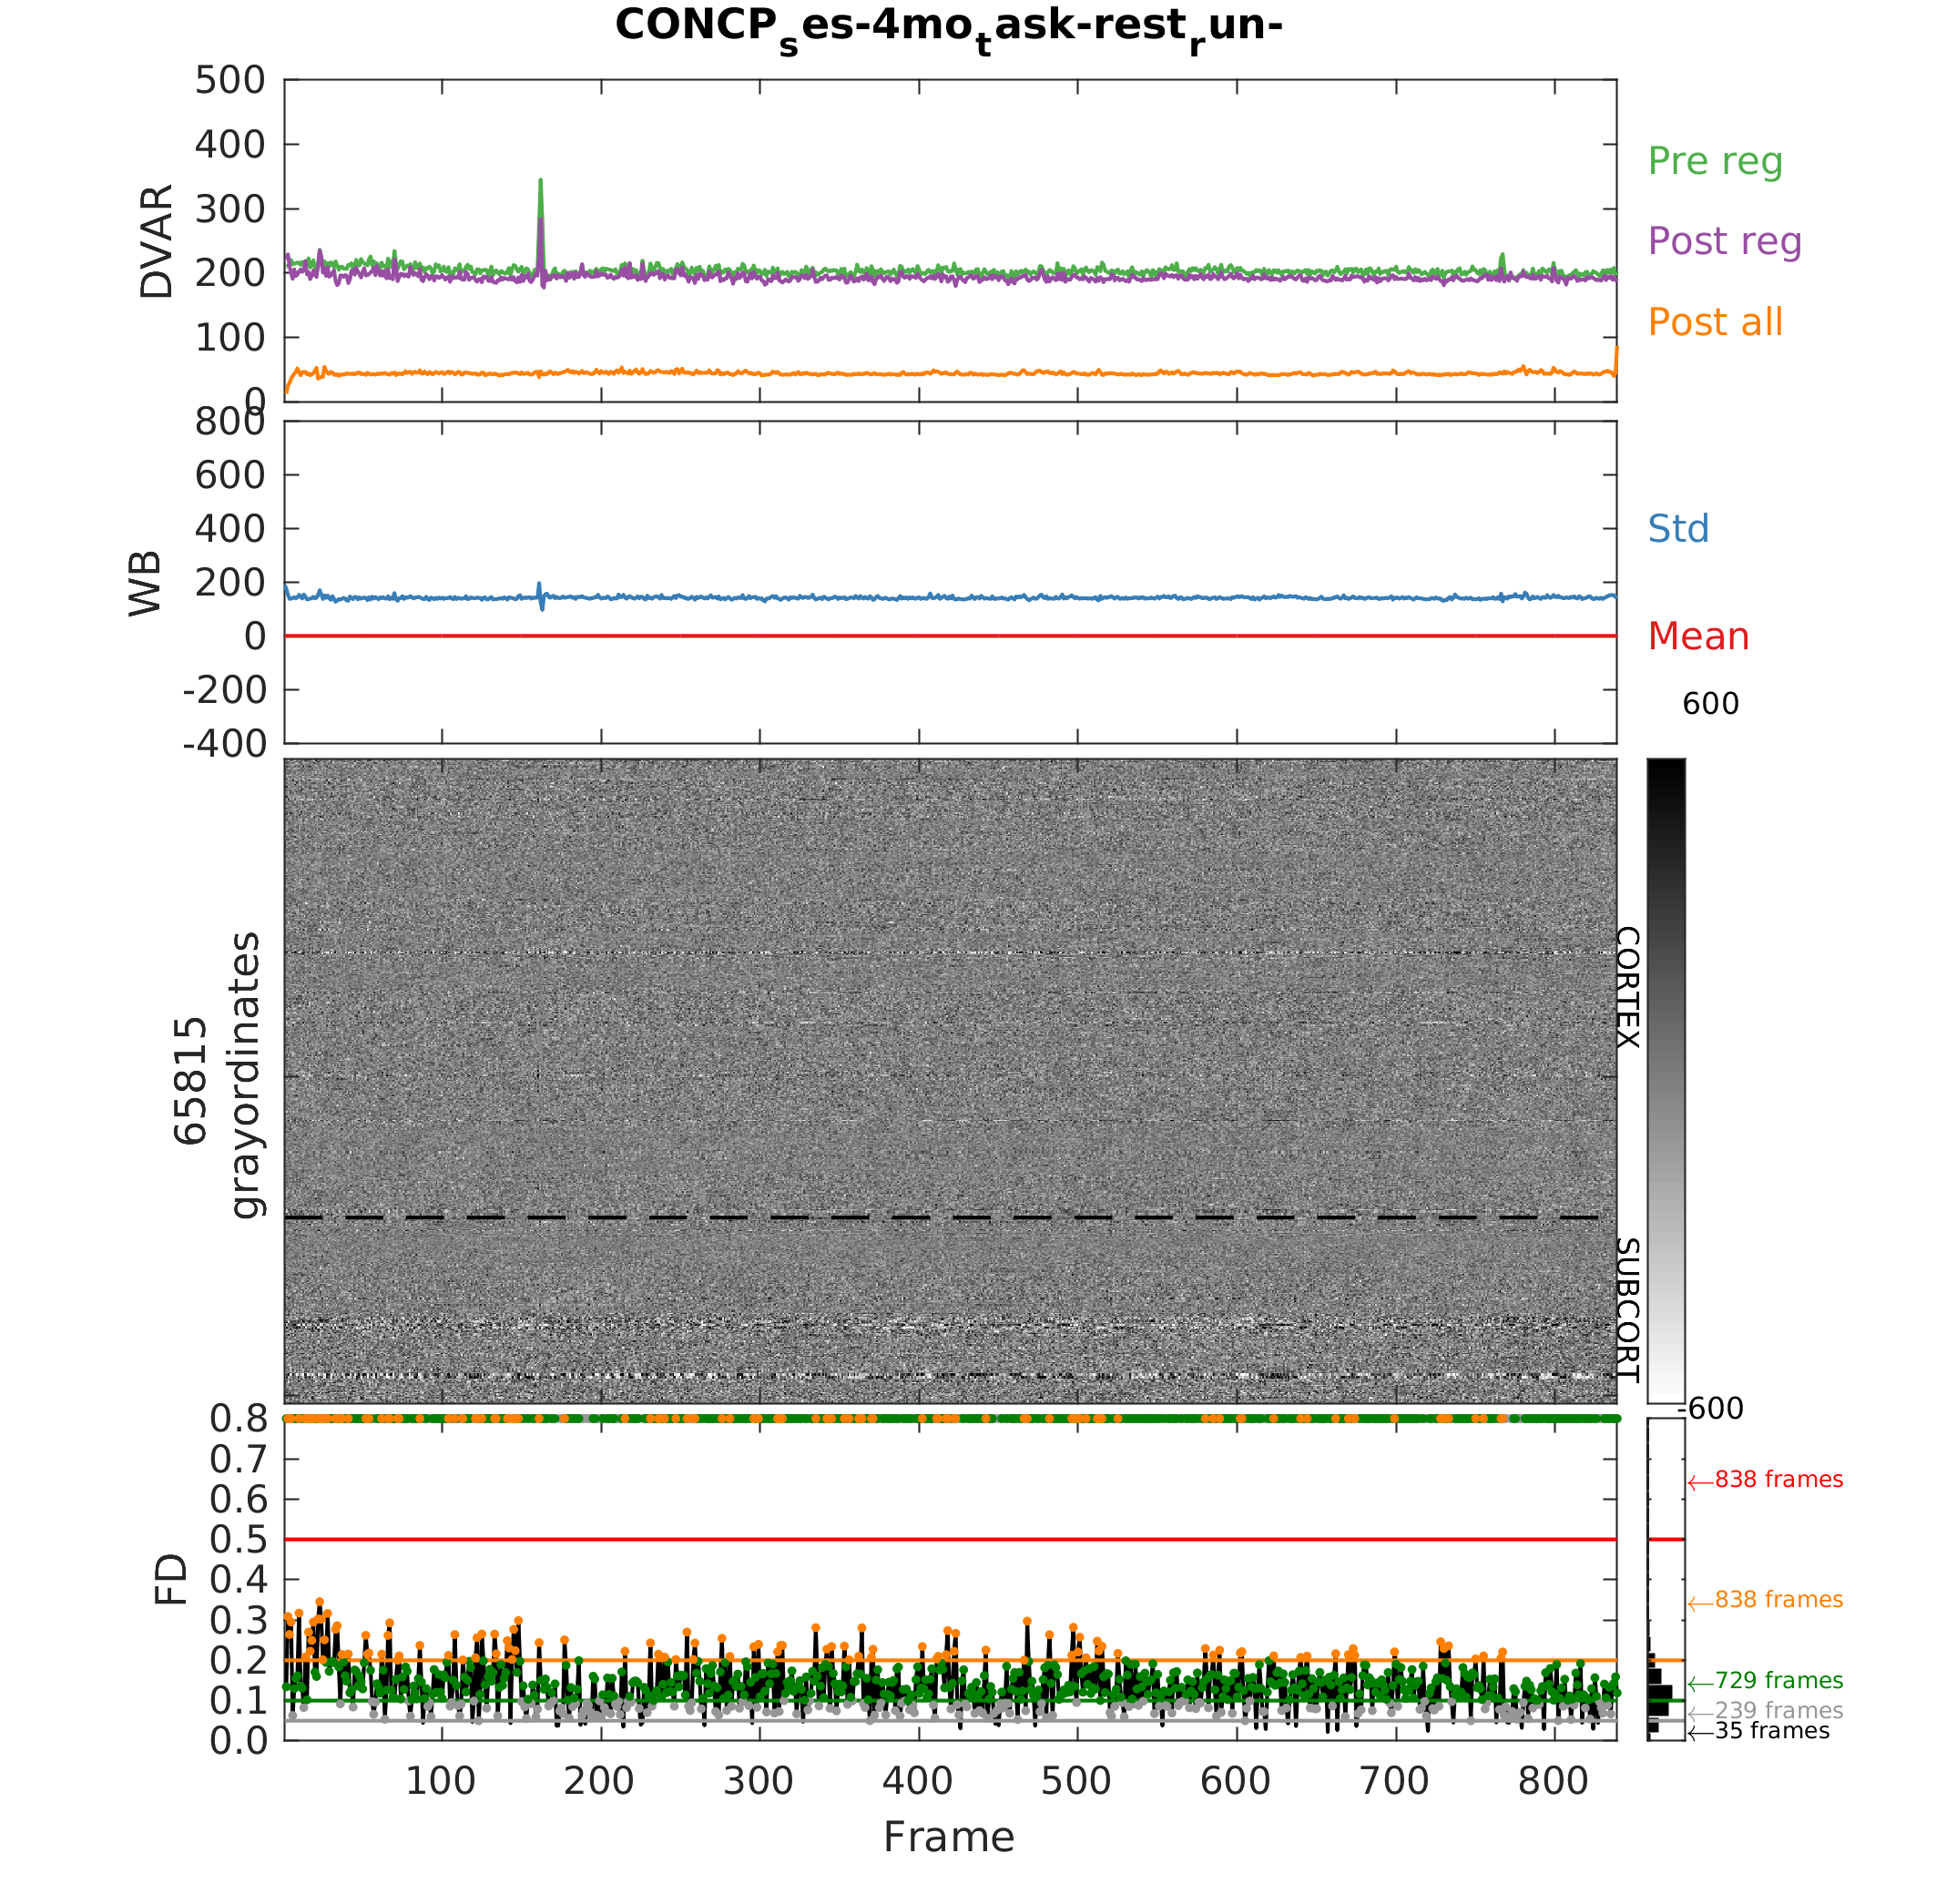 CONCPses-4motask-restrun-
500
400
300
200
100
0
DVAR
Pre reg
Post reg
Post all
800
600
400
200
0
-200
-400
WB
Std
Mean
600
65815
grayordinates
CORTEX
SUBCORT
-600
0.8
0.7
0.6
0.5
0.4
0.3
0.2
0.1
0.0
FD
←838 frames
←838 frames
←729 frames
←239 frames
←35 frames
100 200 300 400 500 600 700 800
Frame